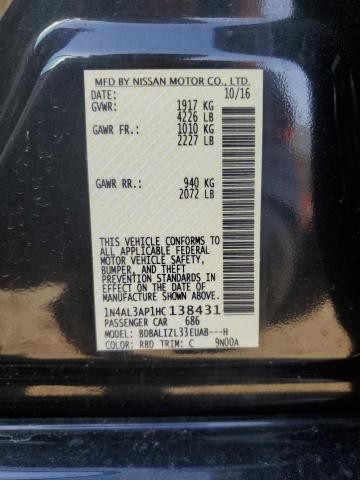 MFD BY NISSAN MOTOR CO., LTD.
DATE: 10/16
GVWR: 1917 KG
4226 LB
GAWR FR.: 1010 KG
2227 LB
GAWR RR.: 940 KG
2072 LB
THIS VEHICLE CONFORMS TO
ALL APPLICABLE FEDERAL
MOTOR VEHICLE SAFETY,
BUMPER, AND THEFT
PREVENTION STANDARDS IN
EFFECT ON THE DATE OF
MANUFACTURE SHOWN ABOVE.
1N4AL3AP1HC138431
PASSENGER CAR 686
MODEL: BDBALIZL33EUAB---H
COLOR: RBD TRIM: C 9N00A